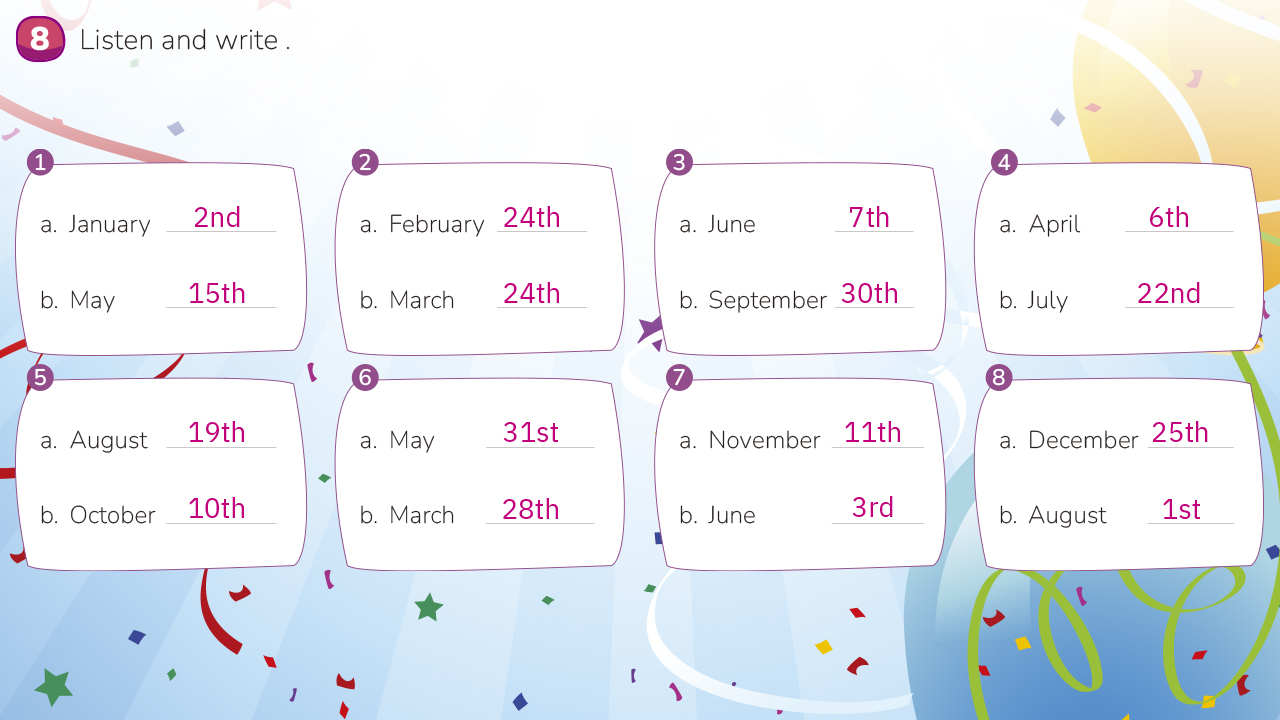 8 Listen and write .
1
a. January 2nd
b. May 15th
2
a. February 24th
b. March 24th
3
a. June 7th
b. September 30th
4
a. April 6th
b. July 22nd
5
a. August 19th
b. October 10th
6
a. May 31st
b. March 28th
7
a. November 11th
b. June 3rd
8
a. December 25th
b. August 1st